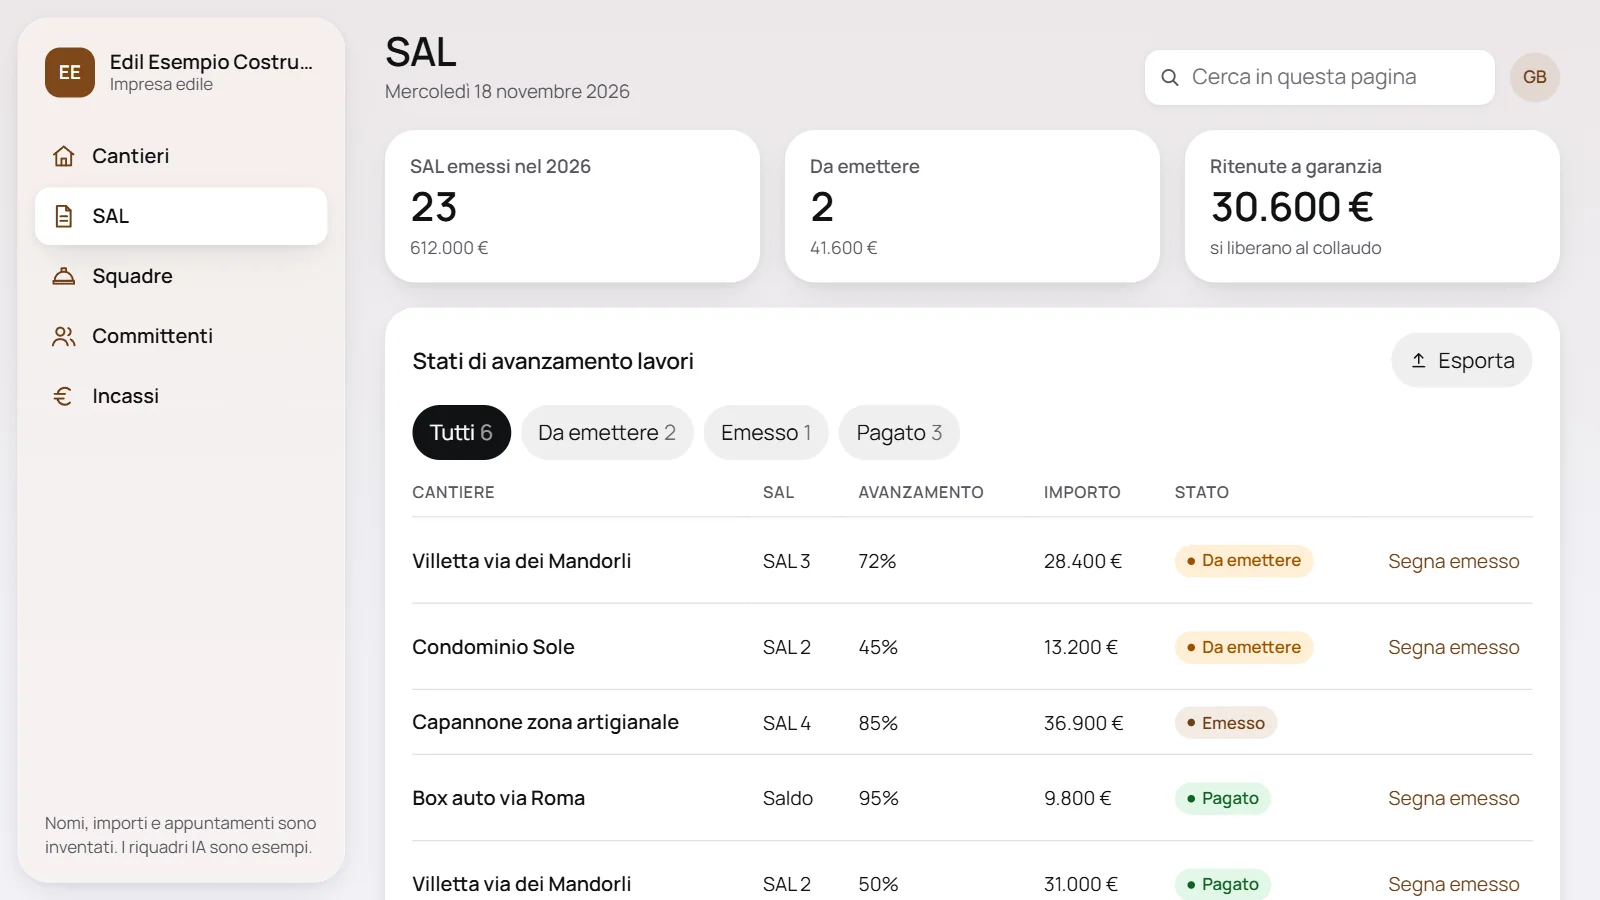 EE
Edil Esempio Costru...
Impresa edile
Cantieri
SAL
Squadre
Committenti
Incassi
Nomi, importi e appuntamenti sono
inventati. I riquadri IA sono esempi.
SAL
Mercoledì 18 novembre 2026
Cerca in questa pagina
GB
SAL emessi nel 2026
23
612.000 €
Da emettere
2
41.600 €
Ritenute a garanzia
30.600 €
si liberano al collaudo
Stati di avanzamento lavori
Esporta
Tutti 6
Da emettere 2
Emesso 1
Pagato 3
CANTIERE SAL AVANZAMENTO IMPORTO STATO
Villetta via dei Mandorli SAL 3 72% 28.400 € Da emettere Segna emesso
Condominio Sole SAL 2 45% 13.200 € Da emettere Segna emesso
Capannone zona artigianale SAL 4 85% 36.900 € Emesso
Box auto via Roma Saldo 95% 9.800 € Pagato Segna emesso
Villetta via dei Mandorli SAL 2 50% 31.000 € Pagato Segna emesso